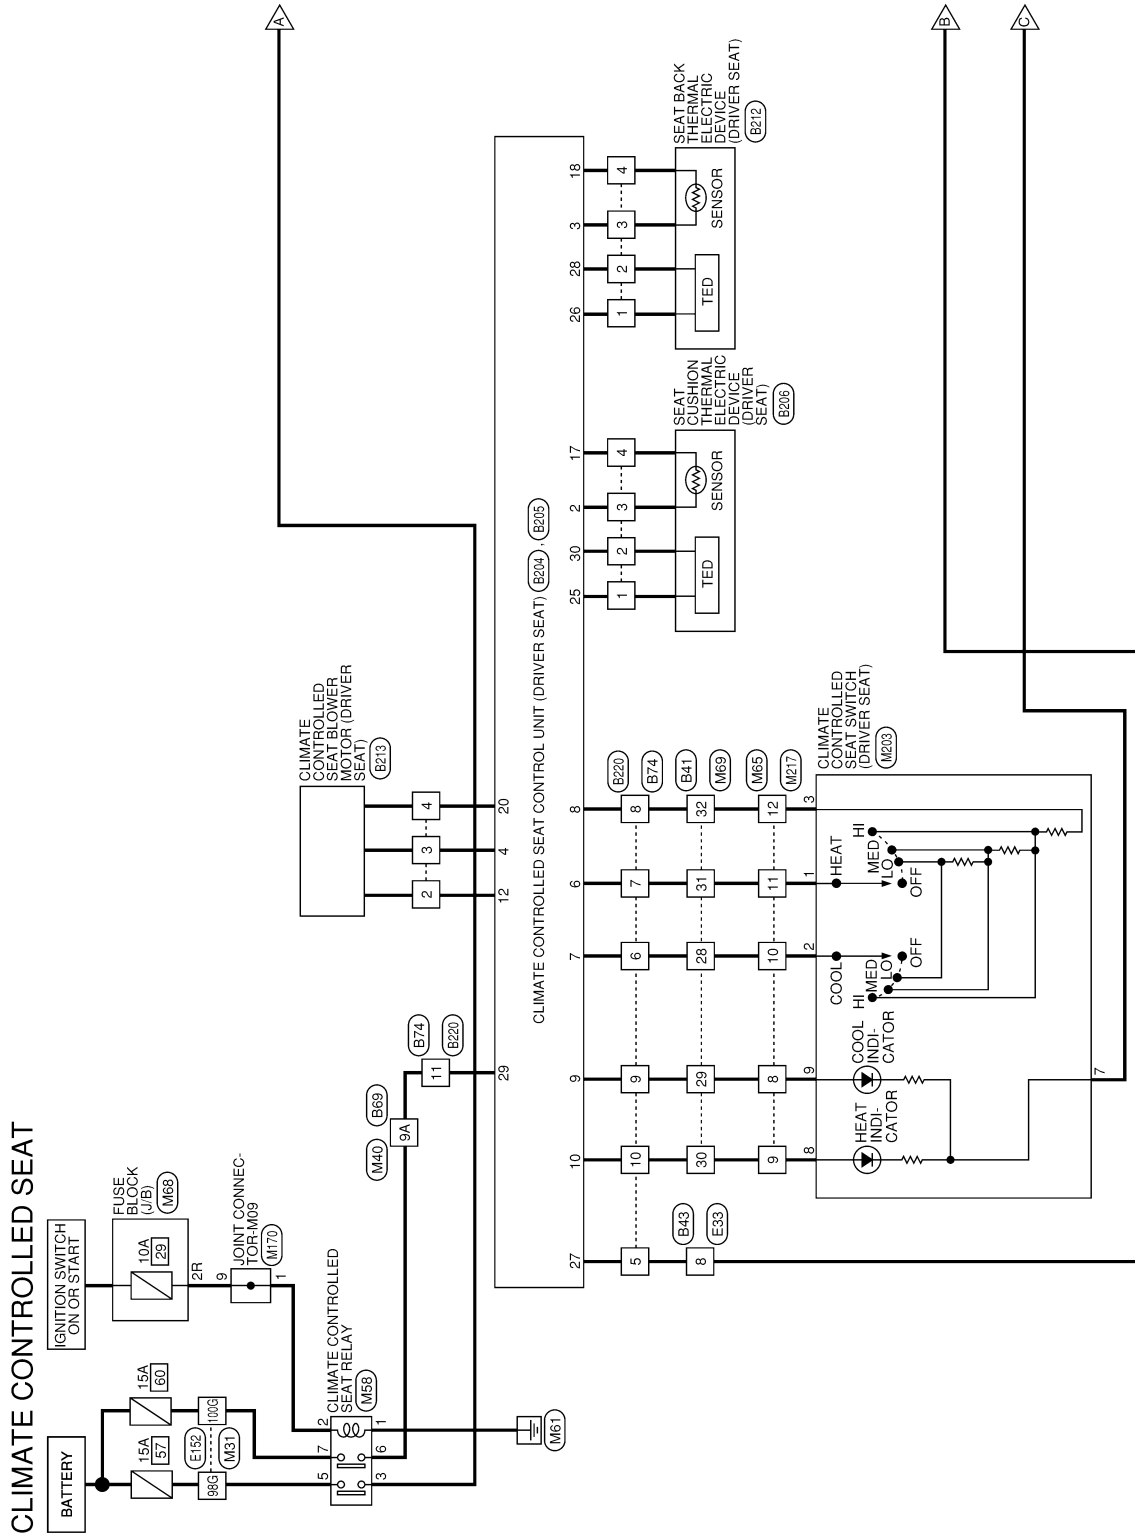 CLIMATE CONTROLLED SEAT
BATTERY
IGNITION SWITCH
ON OR START
15A
57
15A
60
10A
29
FUSE
BLOCK
(J/B)
M68
98G
100G
E152
M31
2R
9
JOINT CONNEC-
TOR-M09
M170
1
5
7
2
CLIMATE CONTROLLED
SEAT RELAY
M58
3
6
1
M61
M40
B69
9A
B74
11
B220
29
CLIMATE
CONTROLLED
SEAT BLOWER
MOTOR (DRIVER
SEAT)
B213
2
3
4
12
4
20
A
CLIMATE CONTROLLED SEAT CONTROL UNIT (DRIVER SEAT)
B204
,
B205
27
10
9
7
6
8
25
30
2
17
26
28
3
18
5
10
9
6
7
8
B220
B74
B43
8
E33
30
29
28
31
32
B41
M69
9
8
10
11
12
M65
M217
8
9
2
1
3
CLIMATE
CONTROLLED
SEAT SWITCH
(DRIVER SEAT)
M203
HEAT
INDI-
CATOR
COOL
INDI-
CATOR
COOL
HI
MED
LO
OFF
HEAT
HI
MED
LO
OFF
7
1
2
3
4
TED
SENSOR
SEAT
CUSHION
THERMAL
ELECTRIC
DEVICE
(DRIVER
SEAT)
B206
1
2
3
4
TED
SENSOR
SEAT BACK
THERMAL
ELECTRIC
DEVICE
(DRIVER SEAT)
B212
B
C